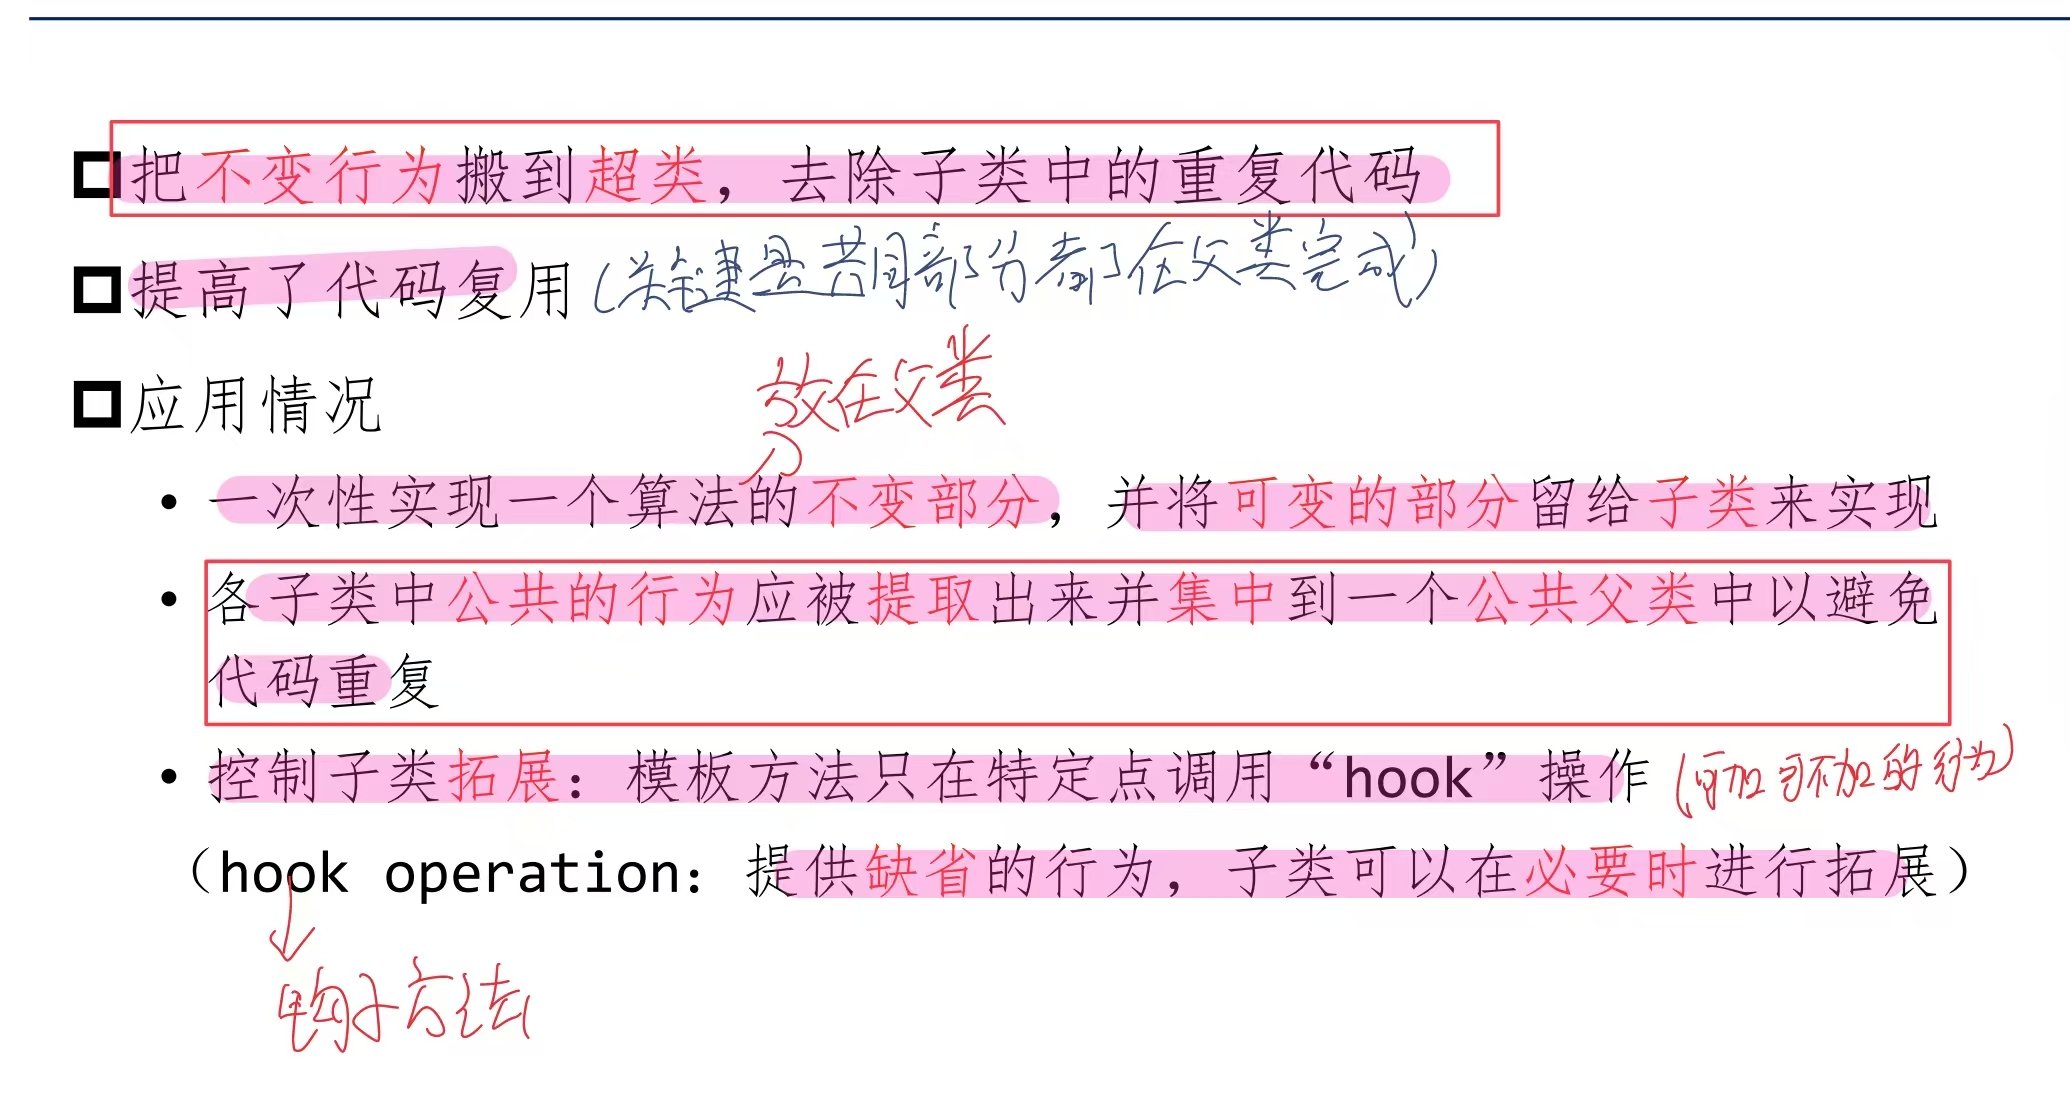 把不变行为搬到超类，去除子类中的重复代码
提高了代码复用（关键是共同部分都在父类完成）
应用情况
放在父类
• 一次性实现一个算法的不变部分，并将可变的部分留给子类来实现
• 各子类中公共的行为应被提取出来并集中到一个公共父类中以避免
代码重复
• 控制子类拓展：模板方法只在特定点调用“hook”操作（可加可不加的行为）
（hook operation：提供缺省的行为，子类可以在必要时进行拓展）
钩子方法